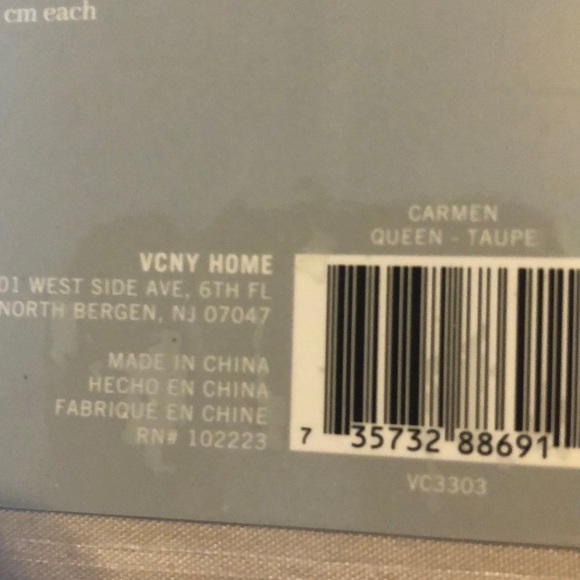 cm each
CARMEN
QUEEN - TAUPE
VCNY HOME
01 WEST SIDE AVE, 6TH FL
NORTH BERGEN, NJ 07047
MADE IN CHINA
HECHO EN CHINA
FABRIQUÉ EN CHINE
RN# 102223
7 35732 88691
VC3303